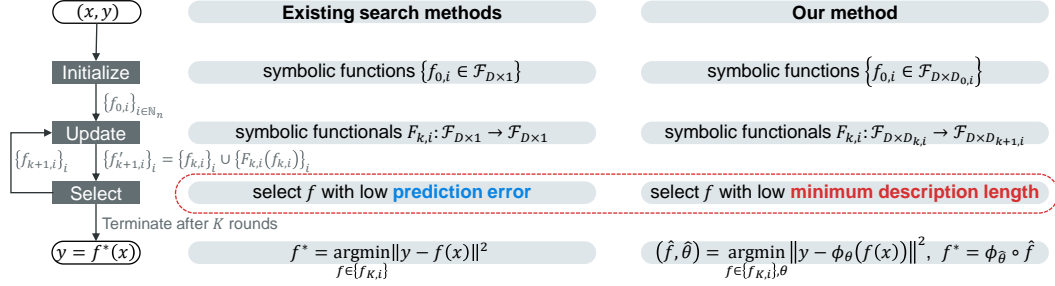 (x, y) Existing search methods Our method
Initialize symbolic functions {f_{0,i} ∈ ℱ_{D×1}} symbolic functions {f_{0,i} ∈ ℱ_{D×D_{0,i}}}
{f_{0,i}}_{i∈ℕ_n}
Update symbolic functionals F_{k,i}: ℱ_{D×1} → ℱ_{D×1} symbolic functionals F_{k,i}: ℱ_{D×D_{k,i}} → ℱ_{D×D_{k+1,i}}
{f_{k+1,i}}_i {f'_{k+1,i}}_i = {f_{k,i}}_i ∪ {F_{k,i}(f_{k,i})}_i
Select select f with low prediction error select f with low minimum description length
Terminate after K rounds
y = f*(x) f* = argmin_{f∈{f_{K,i}}} ‖y − f(x)‖² (f̂, θ̂) = argmin_{f∈{f_{K,i}},θ} ‖y − ϕ_θ(f(x))‖², f* = ϕ_θ̂ ∘ f̂